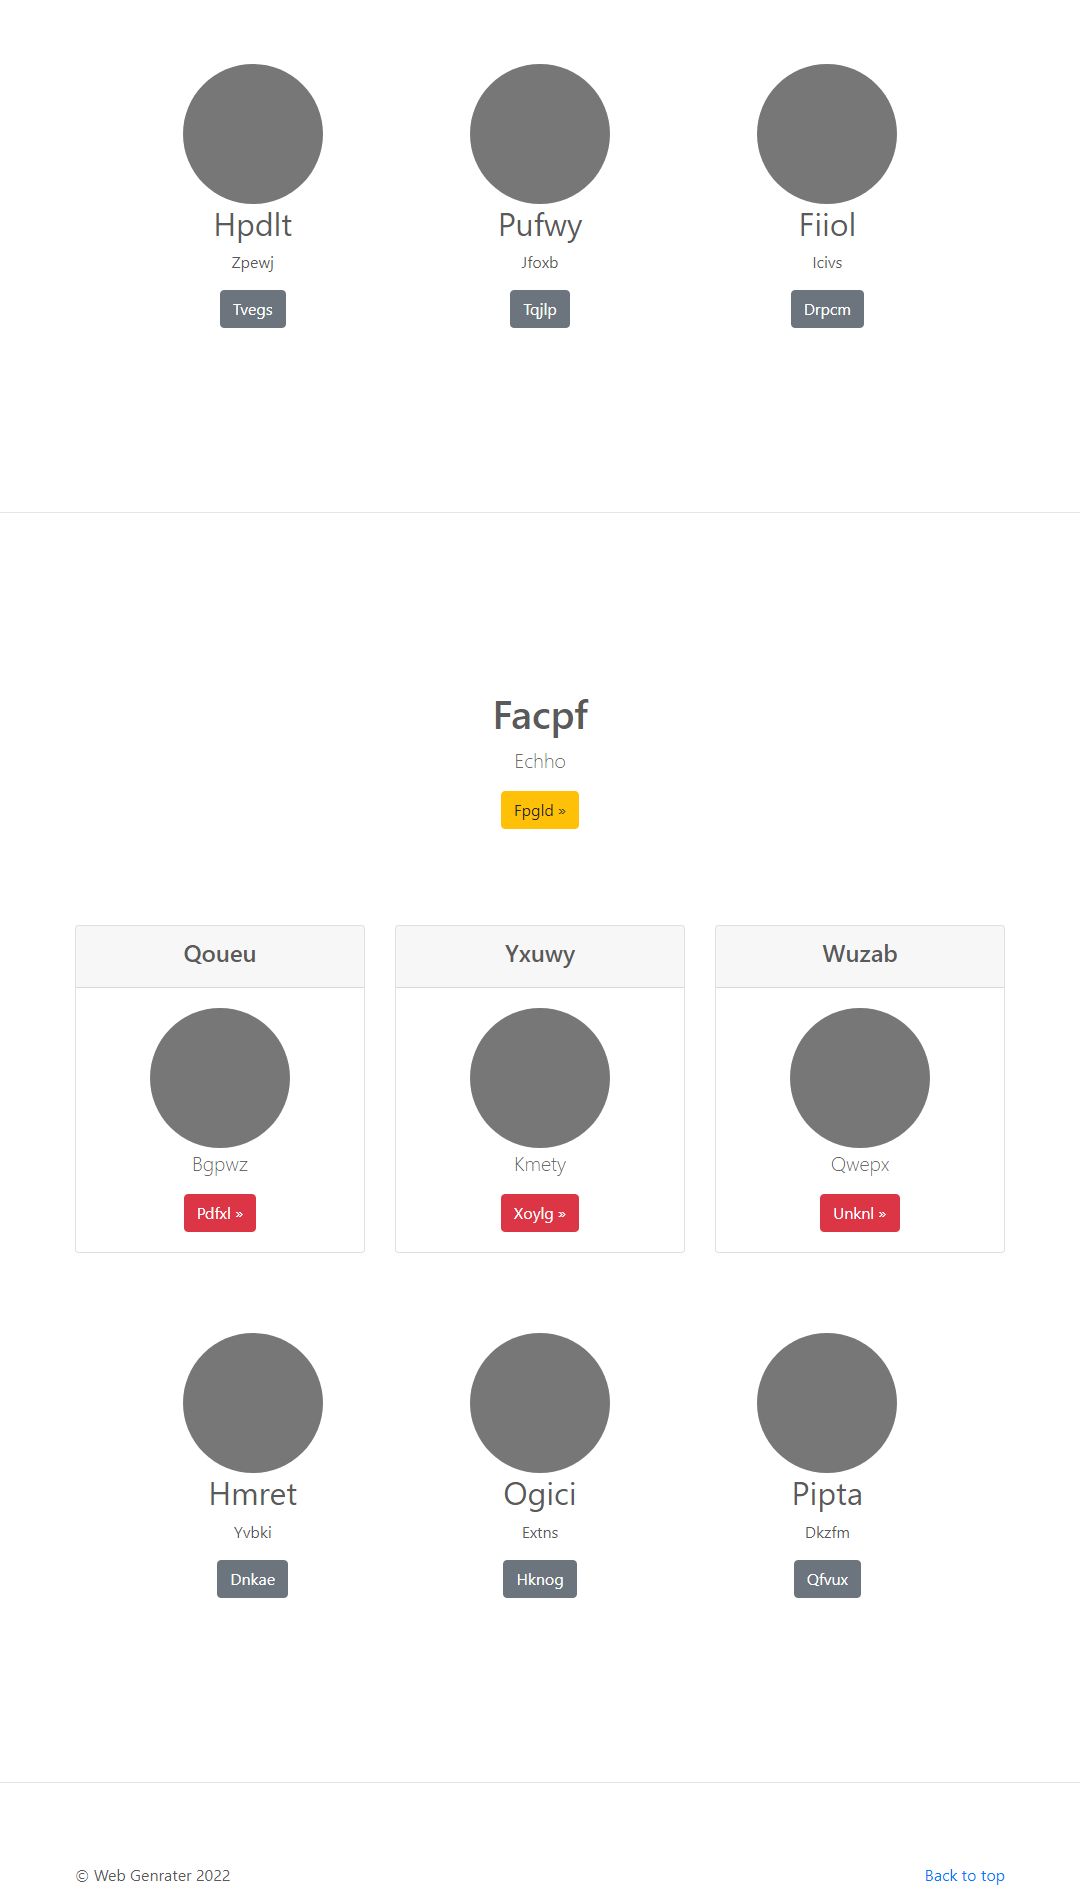 Hpdlt Pufwy Fiiol
Zpewj Jfoxb Icivs
Tvegs Tqjlp Drpcm
Facpf
Echho
Fpgld »
Qoueu Yxuwy Wuzab
Bgpwz Kmety Qwepx
Pdfxl » Xoylg » Unknl »
Hmret Ogici Pipta
Yvbki Extns Dkzfm
Dnkae Hknog Qfvux
© Web Genrater 2022 Back to top